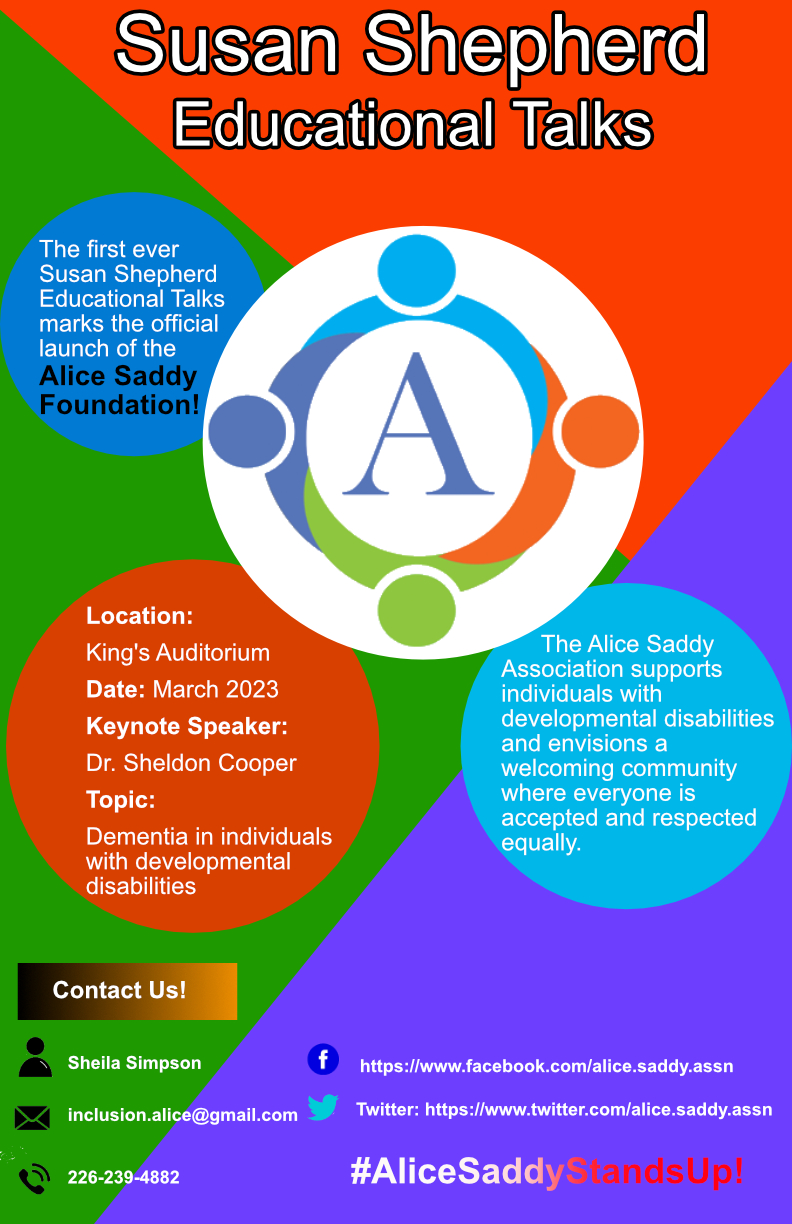 Susan Shepherd
Educational Talks
The first ever
Susan Shepherd
Educational Talks
marks the official
launch of the
Alice Saddy
Foundation!
A
Location:
King's Auditorium
Date: March 2023
Keynote Speaker:
Dr. Sheldon Cooper
Topic:
Dementia in individuals
with developmental
disabilities
The Alice Saddy
Association supports
individuals with
developmental disabilities
and envisions a
welcoming community
where everyone is
accepted and respected
equally.
Contact Us!
Sheila Simpson
inclusion.alice@gmail.com
226-239-4882
f
https://www.facebook.com/alice.saddy.assn
Twitter: https://www.twitter.com/alice.saddy.assn
#AliceSaddyStandsUp!